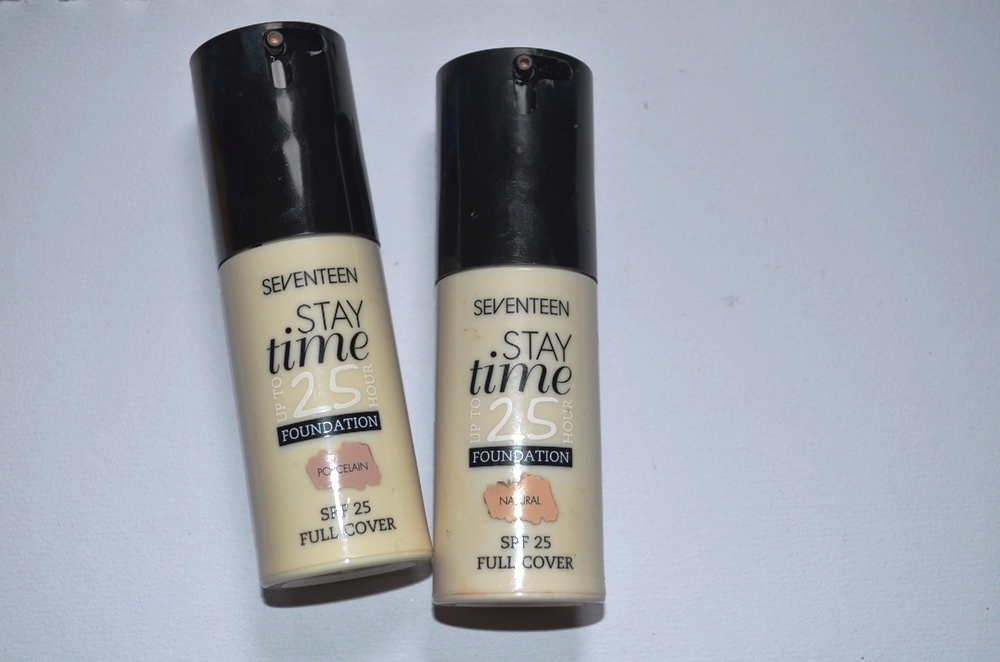 SEVENTEEN
STAY
time
UP TO
25
HOUR
FOUNDATION
PORCELAIN
SPF 25
FULL COVER
SEVENTEEN
STAY
time
UP TO
25
HOUR
FOUNDATION
NATURAL
SPF 25
FULL COVER